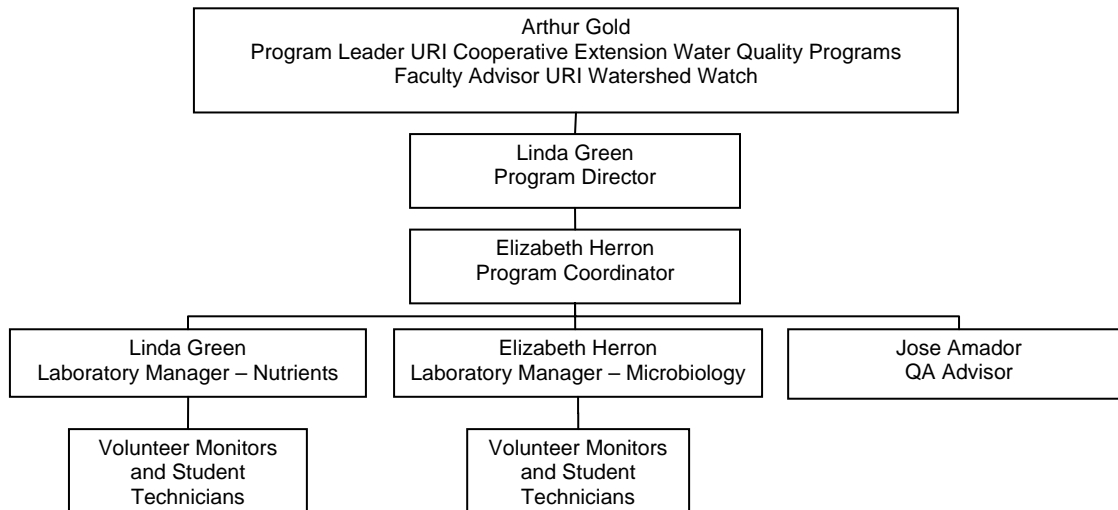 Arthur Gold
Program Leader URI Cooperative Extension Water Quality Programs
Faculty Advisor URI Watershed Watch
Linda Green
Program Director
Elizabeth Herron
Program Coordinator
Linda Green
Laboratory Manager – Nutrients
Elizabeth Herron
Laboratory Manager – Microbiology
Jose Amador
QA Advisor
Volunteer Monitors
and Student
Technicians
Volunteer Monitors
and Student
Technicians